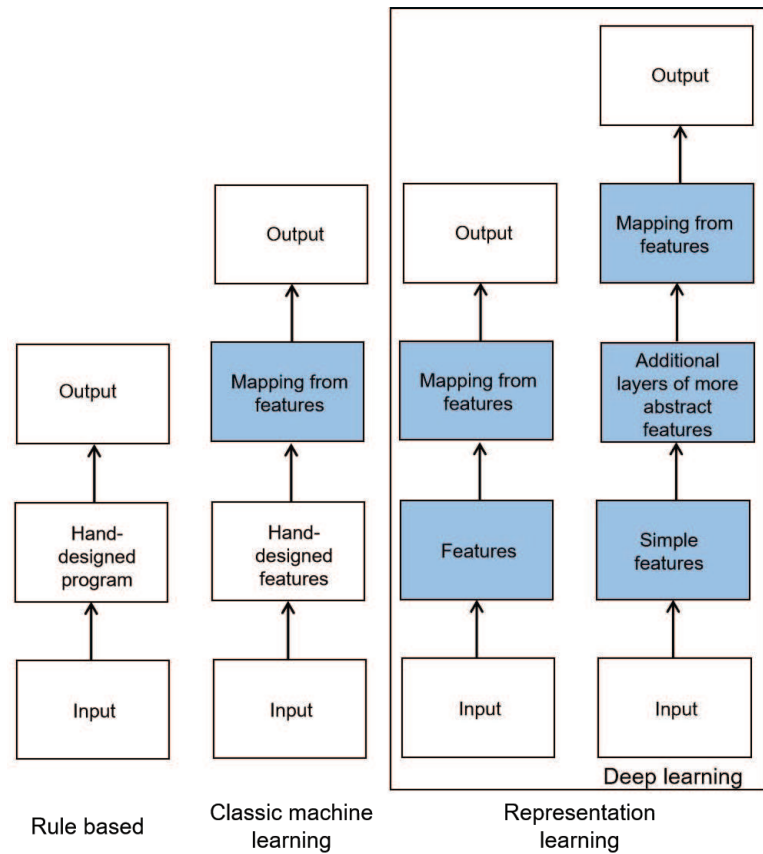 Output
Hand-
designed
program
Input
Rule based
Output
Mapping from
features
Hand-
designed
features
Input
Classic machine
learning
Output
Mapping from
features
Features
Input
Output
Mapping from
features
Additional
layers of more
abstract
features
Simple
features
Input
Deep learning
Representation
learning